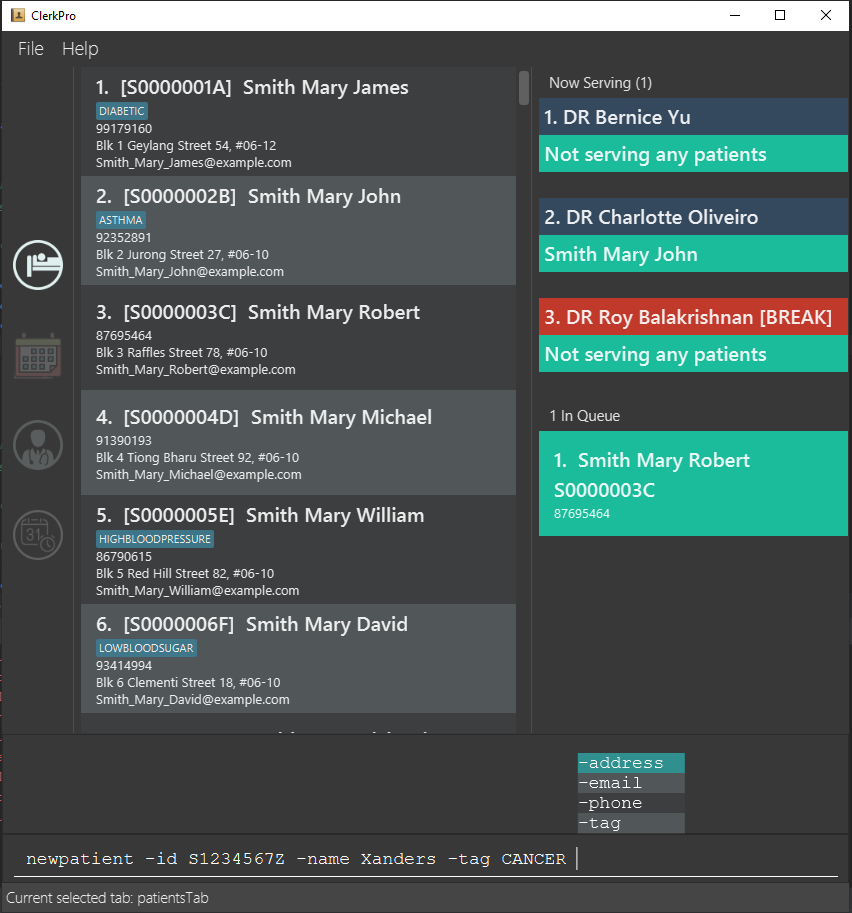 ClerkPro
File Help
1. [S0000001A] Smith Mary James
DIABETIC
99179160
Blk 1 Geylang Street 54, #06-12
Smith_Mary_James@example.com
2. [S0000002B] Smith Mary John
ASTHMA
92352891
Blk 2 Jurong Street 27, #06-10
Smith_Mary_John@example.com
3. [S0000003C] Smith Mary Robert
87695464
Blk 3 Raffles Street 78, #06-10
Smith_Mary_Robert@example.com
4. [S0000004D] Smith Mary Michael
91390193
Blk 4 Tiong Bharu Street 92, #06-10
Smith_Mary_Michael@example.com
5. [S0000005E] Smith Mary William
HIGHBLOODPRESSURE
86790615
Blk 5 Red Hill Street 82, #06-10
Smith_Mary_William@example.com
6. [S0000006F] Smith Mary David
LOWBLOODSUGAR
93414994
Blk 6 Clementi Street 18, #06-10
Smith_Mary_David@example.com
31
Now Serving (1)
1. DR Bernice Yu
Not serving any patients
2. DR Charlotte Oliveiro
Smith Mary John
3. DR Roy Balakrishnan [BREAK]
Not serving any patients
1 In Queue
1. Smith Mary Robert
S0000003C
87695464
-address
-email
-phone
-tag
newpatient -id S1234567Z -name Xanders -tag CANCER
Current selected tab: patientsTab